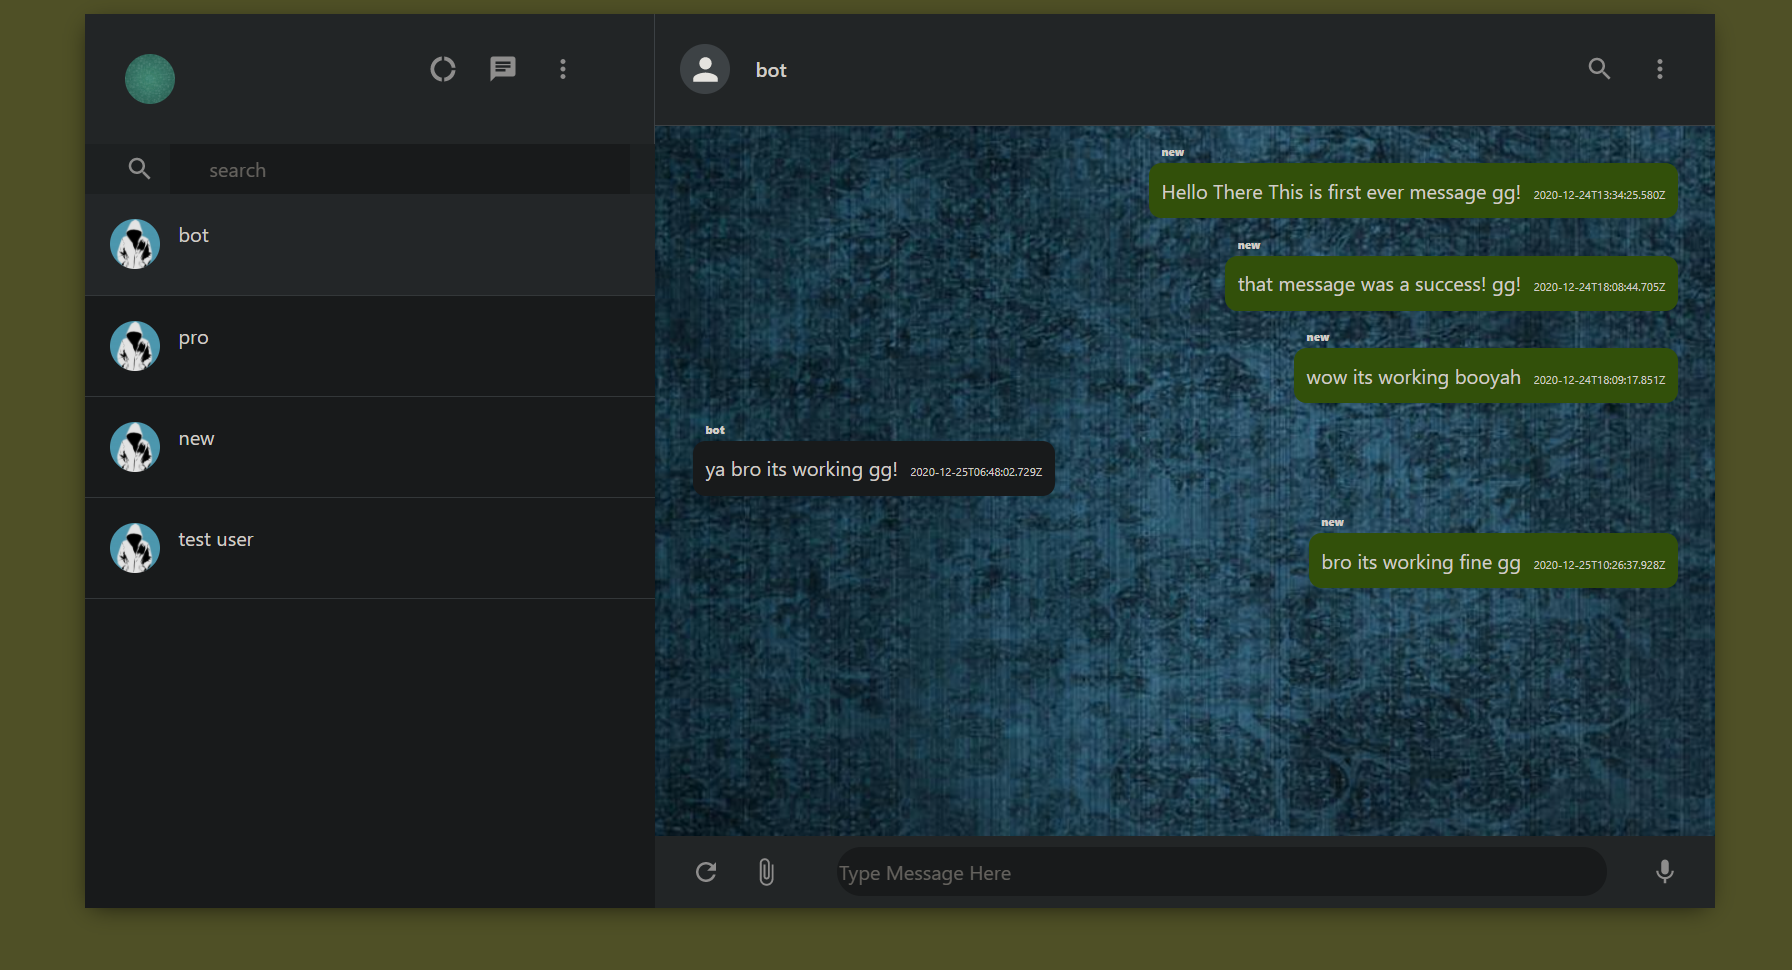 search
bot
pro
new
test user
bot
new
Hello There This is first ever message gg! 2020-12-24T13:34:25.580Z
new
that message was a success! gg! 2020-12-24T18:08:44.705Z
new
wow its working booyah 2020-12-24T18:09:17.851Z
bot
ya bro its working gg! 2020-12-25T06:48:02.729Z
new
bro its working fine gg 2020-12-25T10:26:37.928Z
Type Message Here